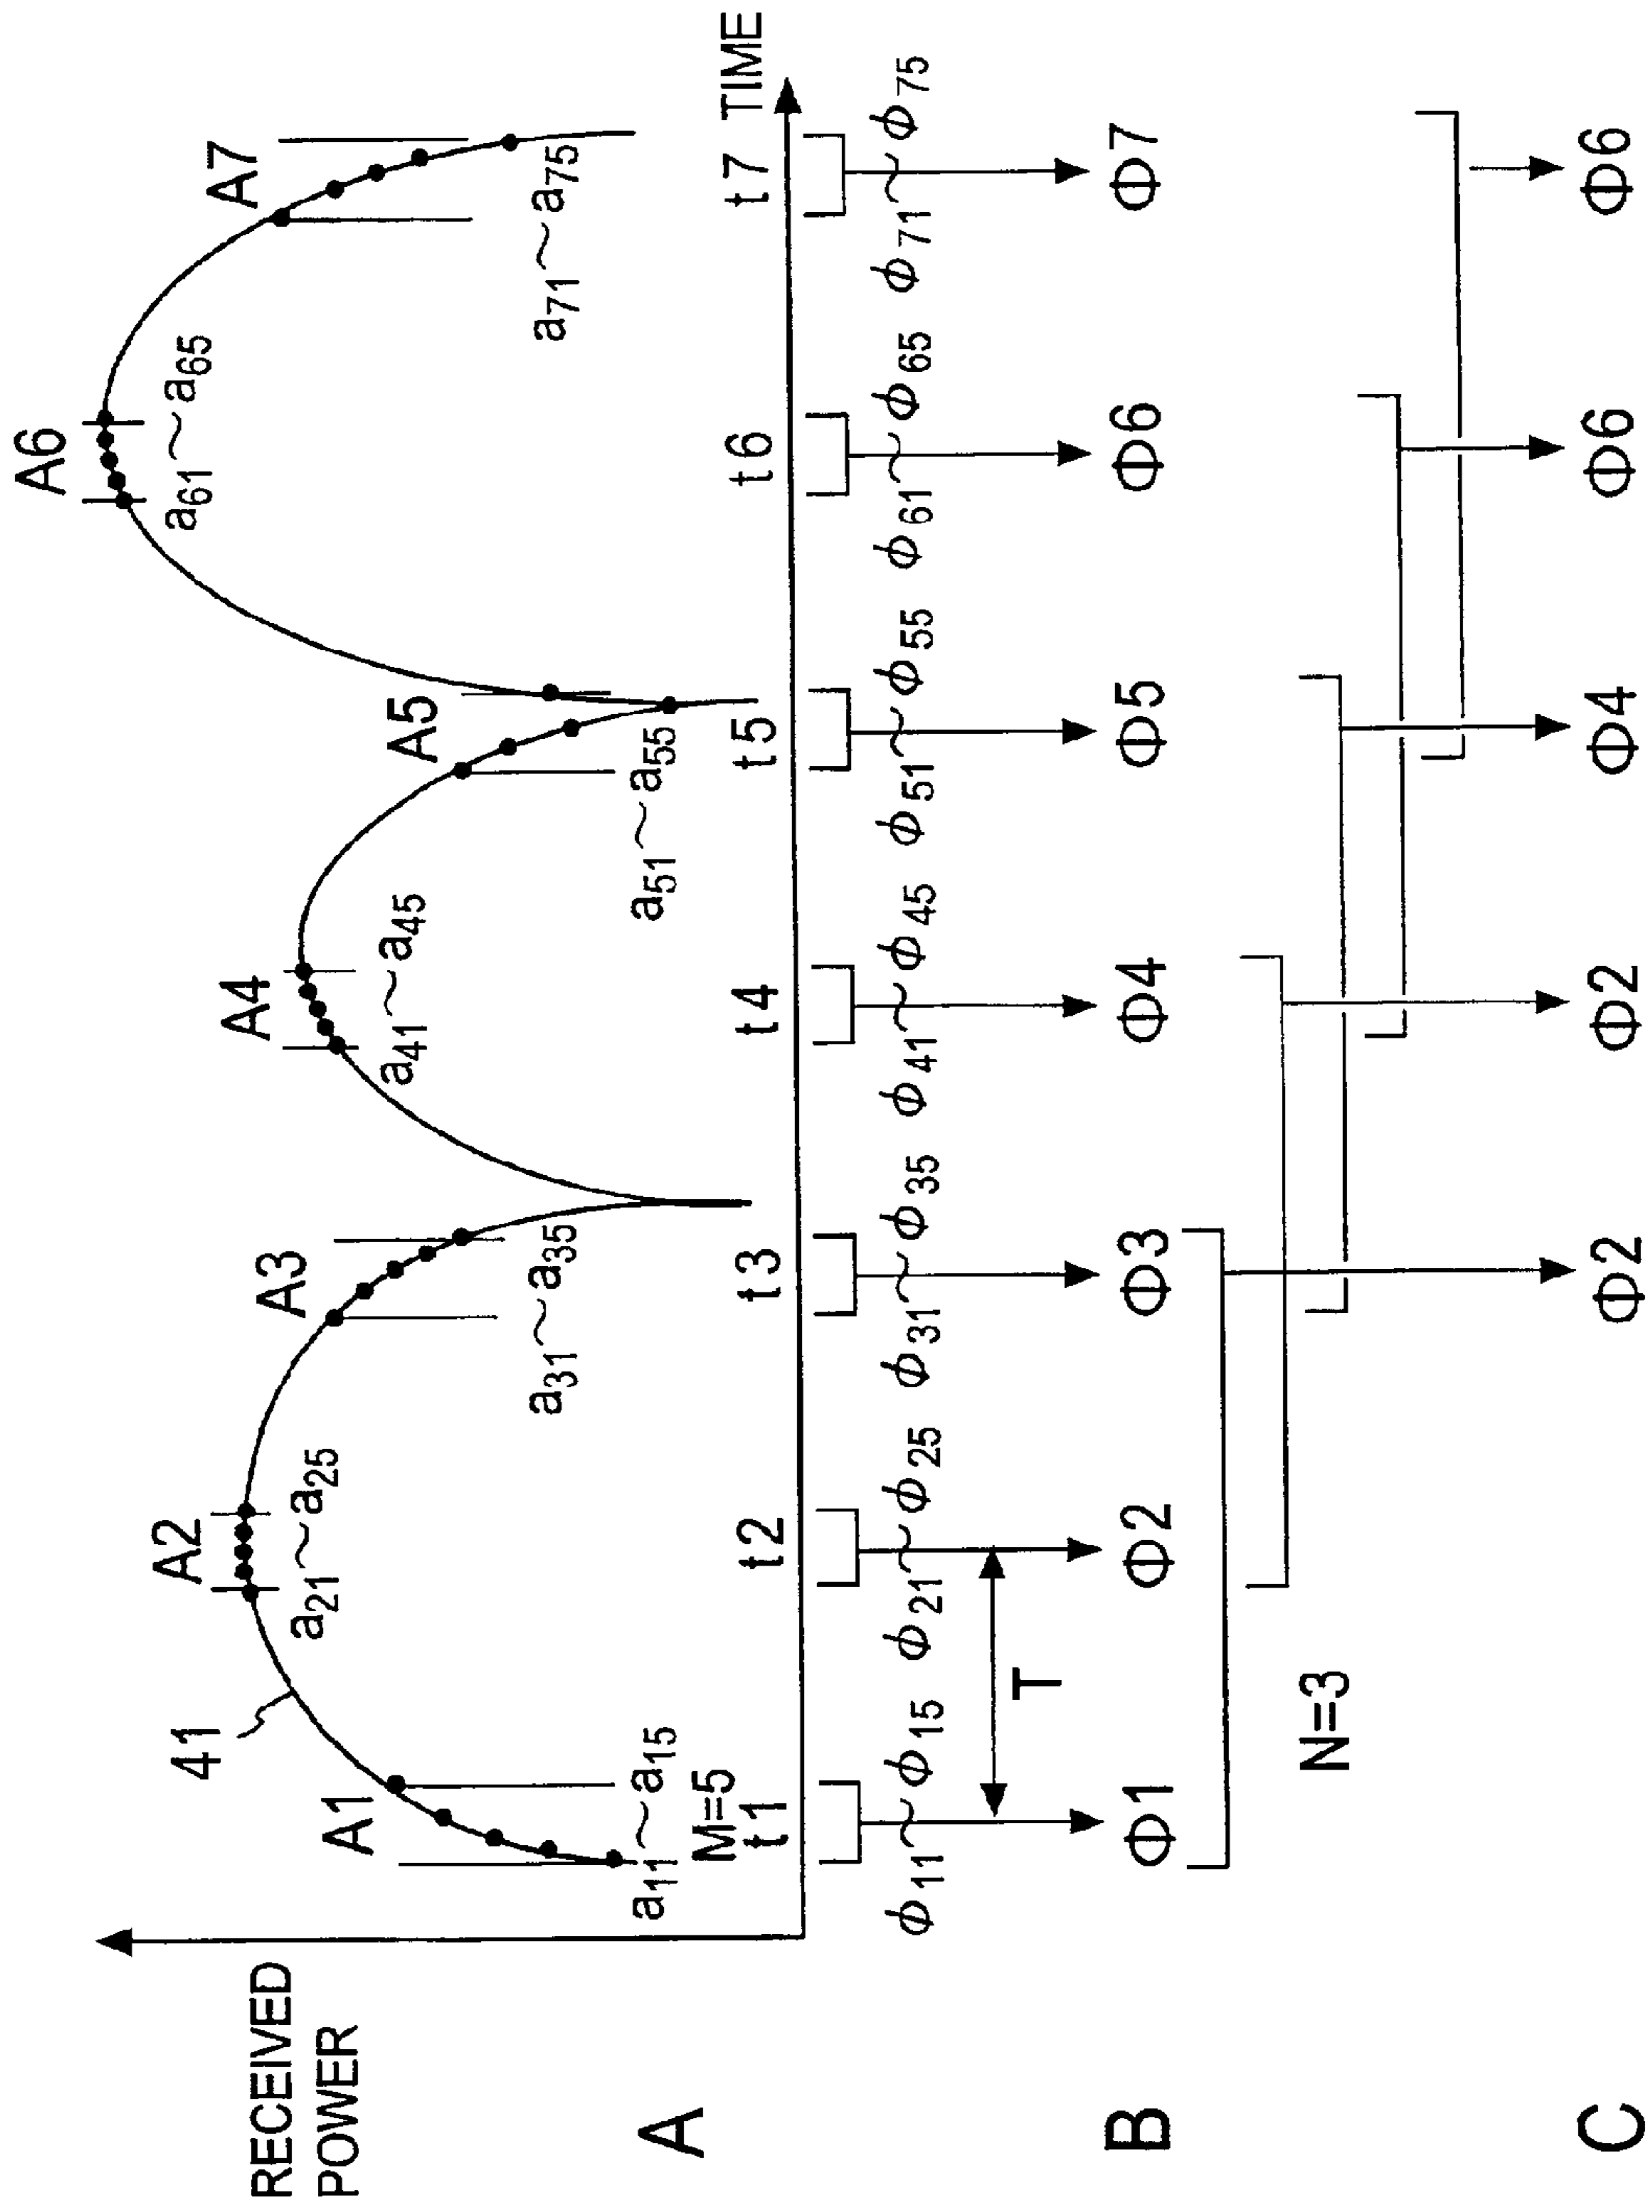 RECEIVED
POWER
A
41
A1 A2 A3 A4 A5 A6 A7
a11~a15 a21~a25 a31~a35 a41~a45 a51~a55 a61~a65 a71~a75
M=5
t1 t2 t3 t4 t5 t6 t7 TIME
ϕ11~ϕ15 ϕ21~ϕ25 ϕ31~ϕ35 ϕ41~ϕ45 ϕ51~ϕ55 ϕ61~ϕ65 ϕ71~ϕ75
T
B
Φ1 Φ2 Φ3 Φ4 Φ5 Φ6 Φ7
N=3
C
Φ2 Φ2 Φ4 Φ6 Φ6